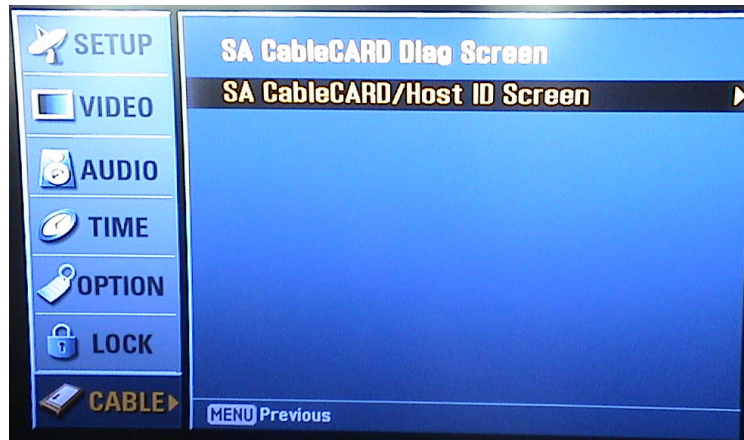 SETUP
VIDEO
AUDIO
TIME
OPTION
LOCK
CABLE
SA CableCARD Diag Screen
SA CableCARD/Host ID Screen
MENU Previous